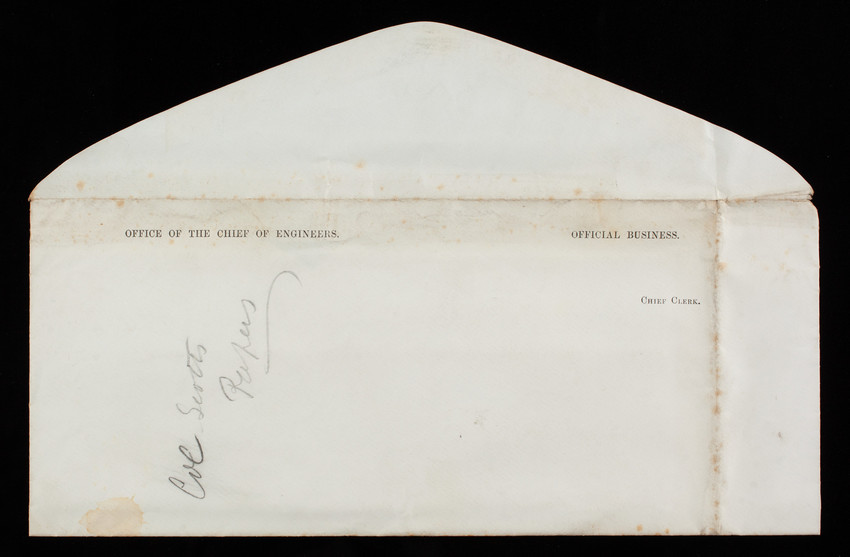 OFFICE OF THE CHIEF OF ENGINEERS.
OFFICIAL BUSINESS.
CHIEF CLERK.
Col Scotts
Papers